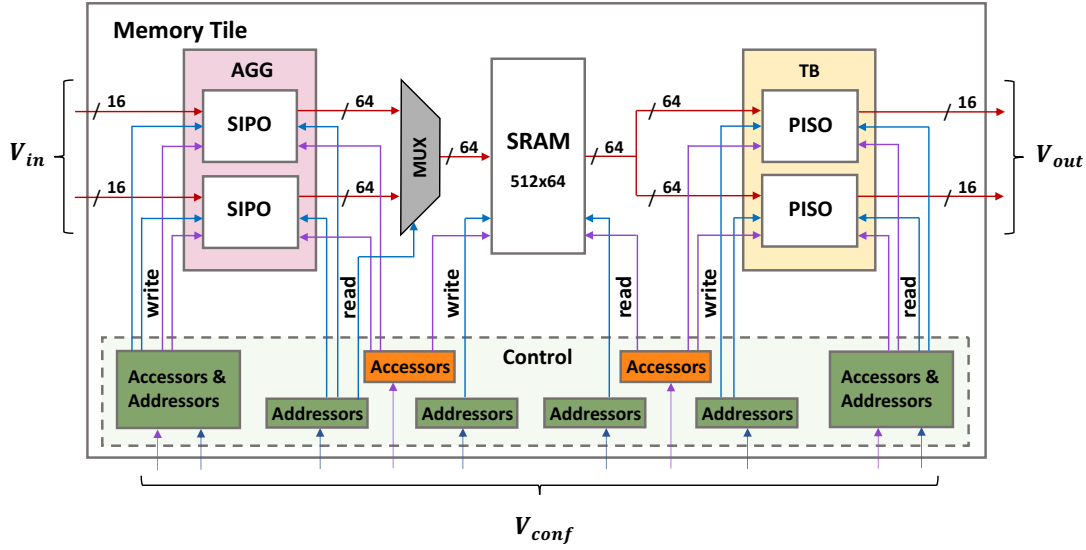 Memory Tile
AGG
TB
16
SIPO
64
MUX
64
SRAM
512x64
64
64
PISO
16
V_in
V_out
16
SIPO
64
64
PISO
16
write
read
write
read
write
read
Control
Accessors &
Addressors
Accessors
Accessors
Accessors &
Addressors
Addressors
Addressors
Addressors
Addressors
V_conf